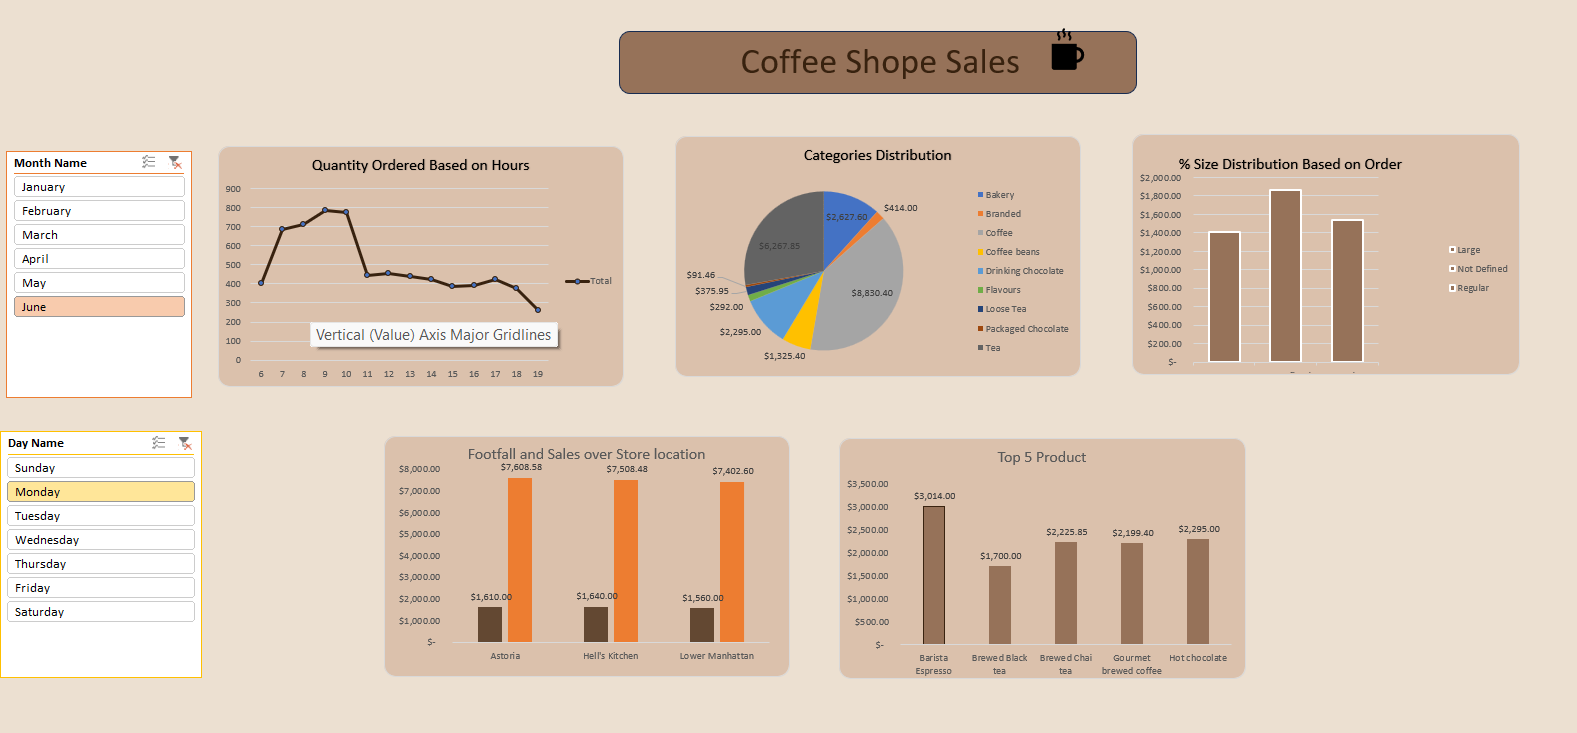 Coffee Shope Sales
Month Name
January
February
March
April
May
June
Quantity Ordered Based on Hours
900
800
700
600
500
400
300
200
100
0
6 7 8 9 10 11 12 13 14 15 16 17 18 19
Total
Vertical (Value) Axis Major Gridlines
Categories Distribution
$2,627.60
$414.00
$8,830.40
$1,325.40
$2,295.00
$292.00
$375.95
$91.46
$6,267.85
Bakery
Branded
Coffee
Coffee beans
Drinking Chocolate
Flavours
Loose Tea
Packaged Chocolate
Tea
% Size Distribution Based on Order
$2,000.00
$1,800.00
$1,600.00
$1,400.00
$1,200.00
$1,000.00
$800.00
$600.00
$400.00
$200.00
$-
Large
Not Defined
Regular
Day Name
Sunday
Monday
Tuesday
Wednesday
Thursday
Friday
Saturday
Footfall and Sales over Store location
$8,000.00
$7,000.00
$6,000.00
$5,000.00
$4,000.00
$3,000.00
$2,000.00
$1,000.00
$-
$7,608.58 $7,508.48 $7,402.60
$1,610.00 $1,640.00 $1,560.00
Astoria Hell's Kitchen Lower Manhattan
Top 5 Product
$3,500.00
$3,000.00
$2,500.00
$2,000.00
$1,500.00
$1,000.00
$500.00
$-
$3,014.00 $1,700.00 $2,225.85 $2,199.40 $2,295.00
Barista Brewed Black Brewed Chai Gourmet Hot chocolate
Espresso tea tea brewed coffee